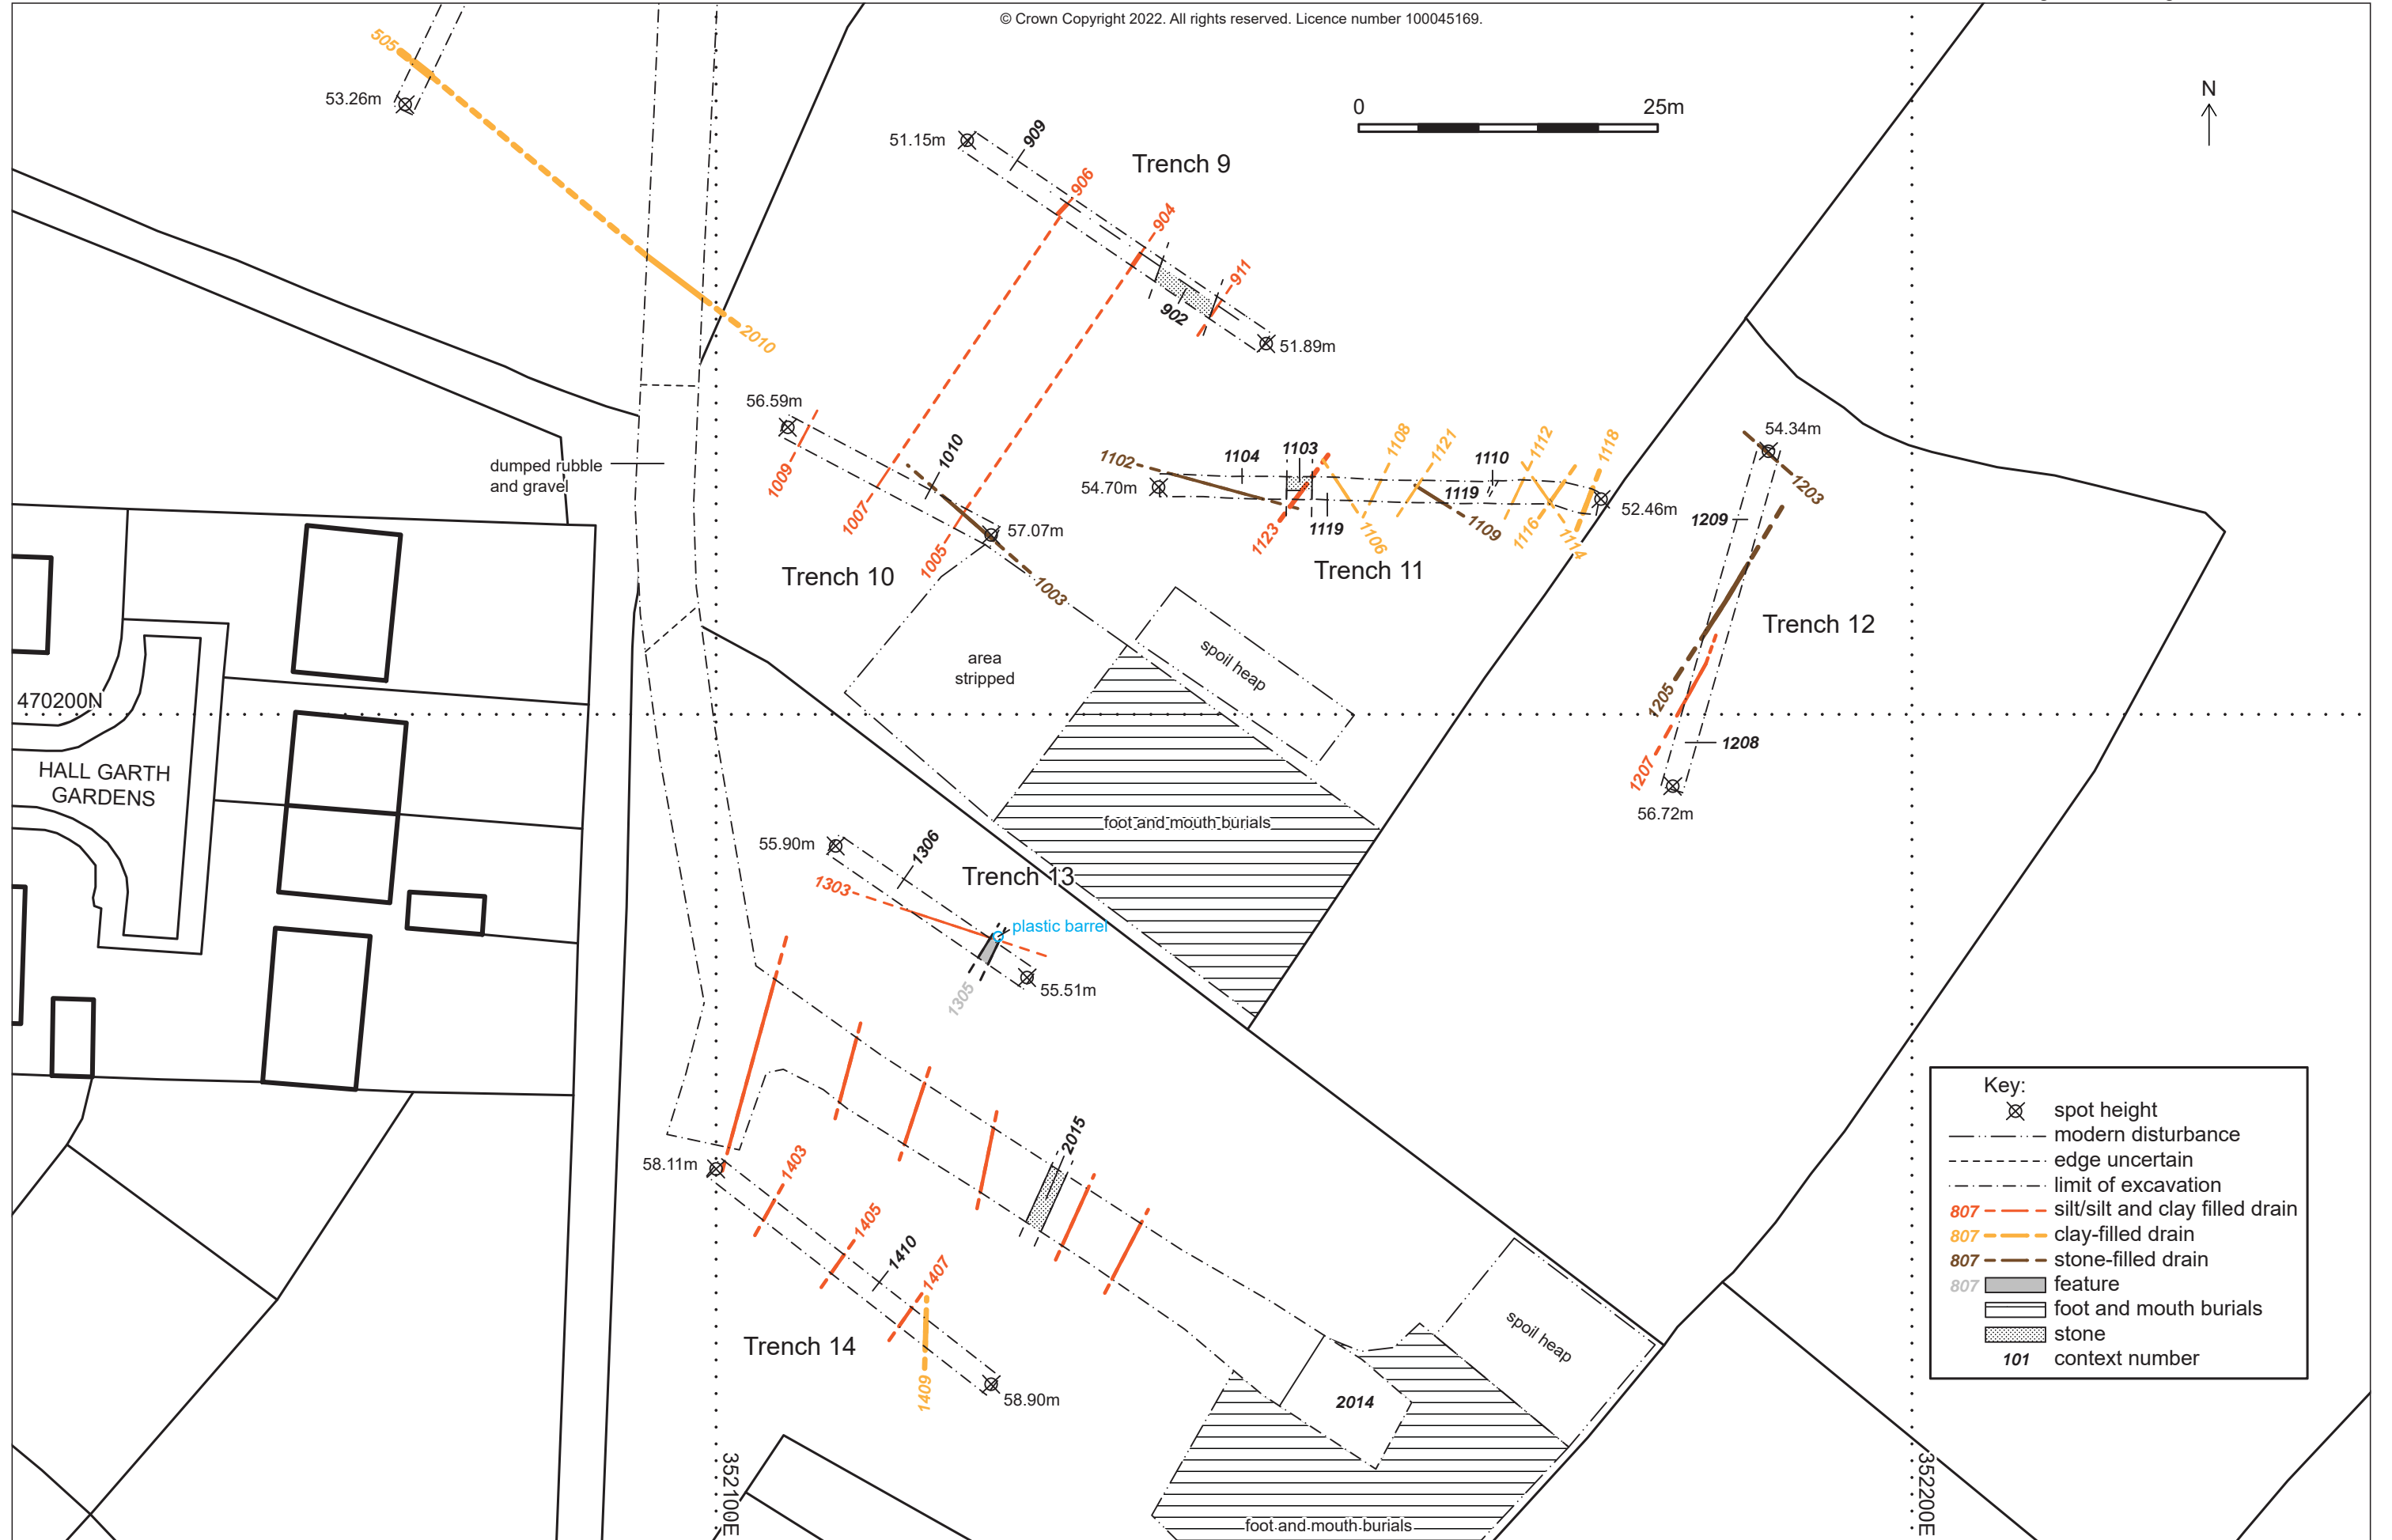 © Crown Copyright 2022. All rights reserved. Licence number 100045169.
505
53.26m
2010
51.15m
909
Trench 9
906
904
911
902
51.89m
0
25m
N
56.59m
dumped rubble
and gravel
1009
1007
1010
1005
57.07m
1003
Trench 10
1102
54.70m
1104
1103
1108
1121
1110
1112
1118
1119
1119
1123
1106
1109
1116
1114
52.46m
Trench 11
54.34m
1203
1209
Trench 12
1205
1208
1207
56.72m
area
stripped
spoil heap
foot and mouth burials
470200N
HALL GARTH
GARDENS
55.90m
1306
Trench 13
1303
plastic barrel
1305
55.51m
2015
58.11m
1403
1405
1410
1407
1409
Trench 14
58.90m
2014
spoil heap
foot and mouth burials
352100E
352200E
Key:
spot height
modern disturbance
edge uncertain
limit of excavation
807 silt/silt and clay filled drain
807 clay-filled drain
807 stone-filled drain
807 feature
foot and mouth burials
stone
101 context number